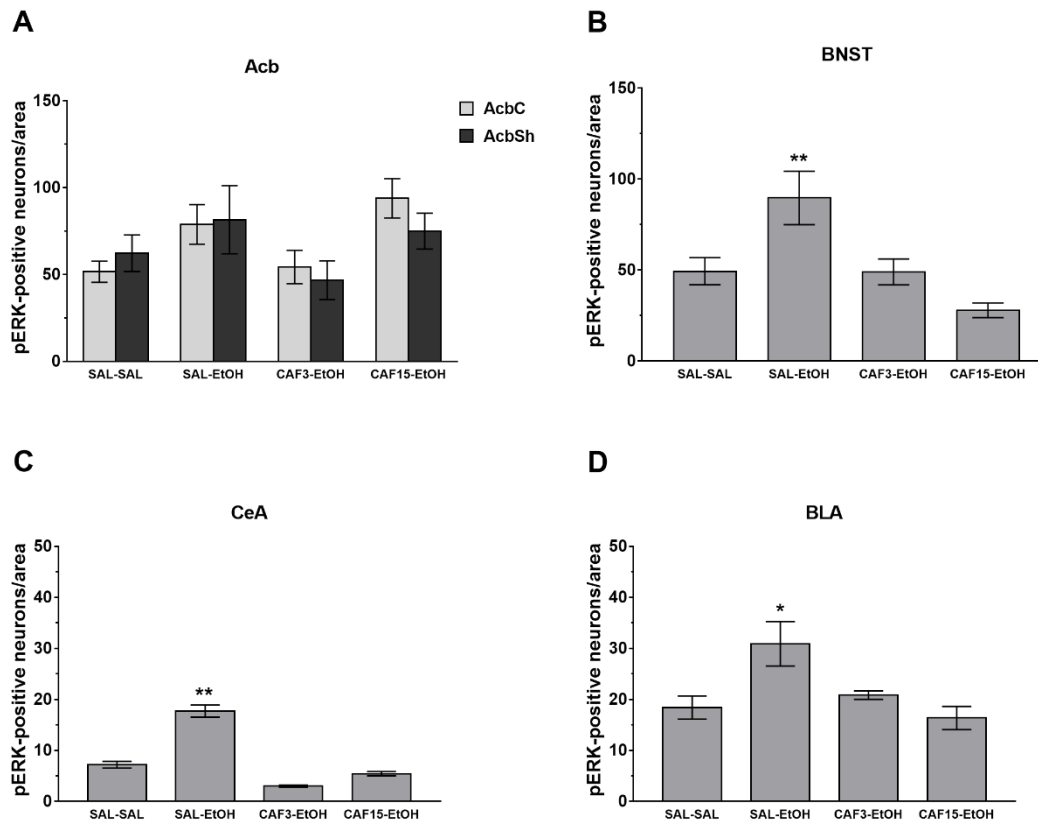 A
Acb
pERK-positive neurons/area
150
100
50
0
AcbC
AcbSh
SAL-SAL SAL-EtOH CAF3-EtOH CAF15-EtOH
B
BNST
pERK-positive neurons/area
150
100
50
0
**
SAL-SAL SAL-EtOH CAF3-EtOH CAF15-EtOH
C
CeA
pERK-positive neurons/area
50
40
30
20
10
0
**
SAL-SAL SAL-EtOH CAF3-EtOH CAF15-EtOH
D
BLA
pERK-positive neurons/area
50
40
30
20
10
0
*
SAL-SAL SAL-EtOH CAF3-EtOH CAF15-EtOH